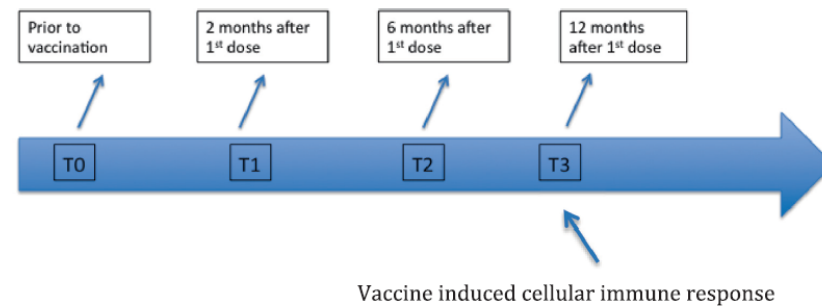 Prior to
vaccination
2 months after
1st dose
6 months after
1st dose
12 months
after 1st dose
T0
T1
T2
T3
Vaccine induced cellular immune response